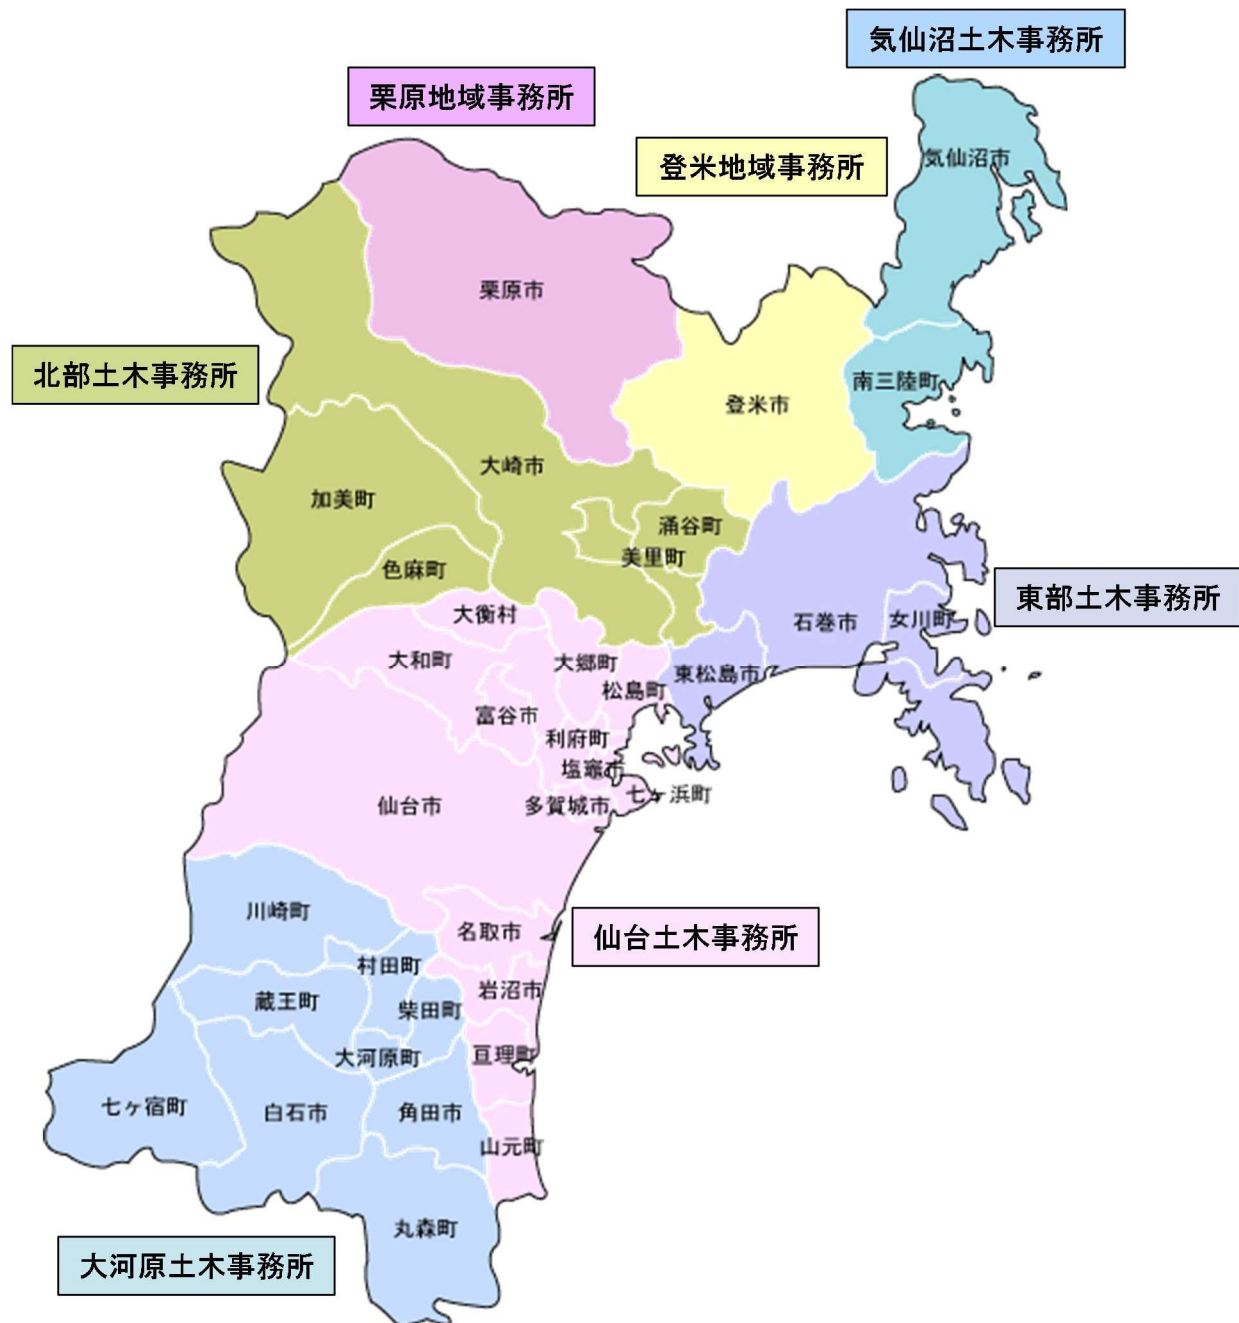 気仙沼土木事務所
栗原地域事務所
登米地域事務所
気仙沼市
栗原市
北部土木事務所
南三陸町
登米市
大崎市
加美町
涌谷町
美里町
色麻町
東部土木事務所
大衡村
石巻市
女川町
大和町
大郷町
東松島市
松島町
富谷市
利府町
塩竈市
七ヶ浜町
仙台市
多賀城市
川崎町
名取市
仙台土木事務所
村田町
岩沼市
蔵王町
柴田町
大河原町
亘理町
七ヶ宿町
白石市
角田市
山元町
丸森町
大河原土木事務所